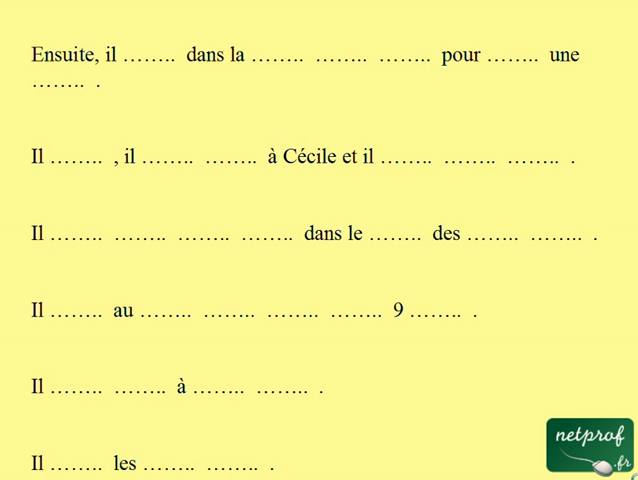 Ensuite, il …….. dans la …….. …….. …….. pour …….. une
…….. .
Il …….. , il …….. …….. à Cécile et il …….. …….. …….. .
Il …….. …….. …….. …….. dans le …….. des …….. …….. .
Il …….. au …….. …….. …….. …….. 9 …….. .
Il …….. …….. à …….. …….. .
Il …….. les …….. …….. .
netprof
.fr